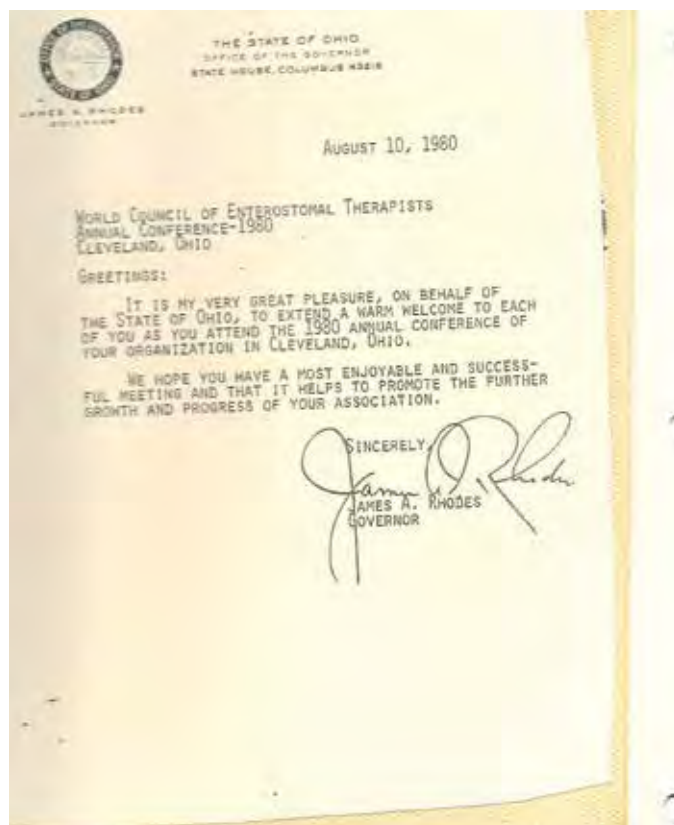 THE STATE OF OHIO
OFFICE OF THE GOVERNOR
STATE HOUSE, COLUMBUS 43215
JAMES A. RHODES
GOVERNOR
AUGUST 10, 1980
WORLD COUNCIL OF ENTEROSTOMAL THERAPISTS
ANNUAL CONFERENCE-1980
CLEVELAND, OHIO
GREETINGS:
IT IS MY VERY GREAT PLEASURE, ON BEHALF OF
THE STATE OF OHIO, TO EXTEND A WARM WELCOME TO EACH
OF YOU AS YOU ATTEND THE 1980 ANNUAL CONFERENCE OF
YOUR ORGANIZATION IN CLEVELAND, OHIO.
WE HOPE YOU HAVE A MOST ENJOYABLE AND SUCCESS-
FUL MEETING AND THAT IT HELPS TO PROMOTE THE FURTHER
GROWTH AND PROGRESS OF YOUR ASSOCIATION.
SINCERELY,
James A. Rhodes
JAMES A. RHODES
GOVERNOR